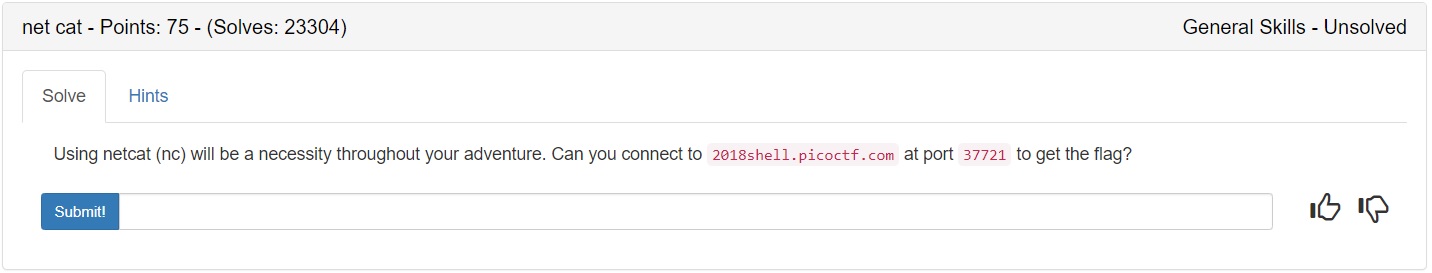 net cat - Points: 75 - (Solves: 23304) General Skills - Unsolved
Solve Hints
Using netcat (nc) will be a necessity throughout your adventure. Can you connect to 2018shell.picoctf.com at port 37721 to get the flag?
Submit!